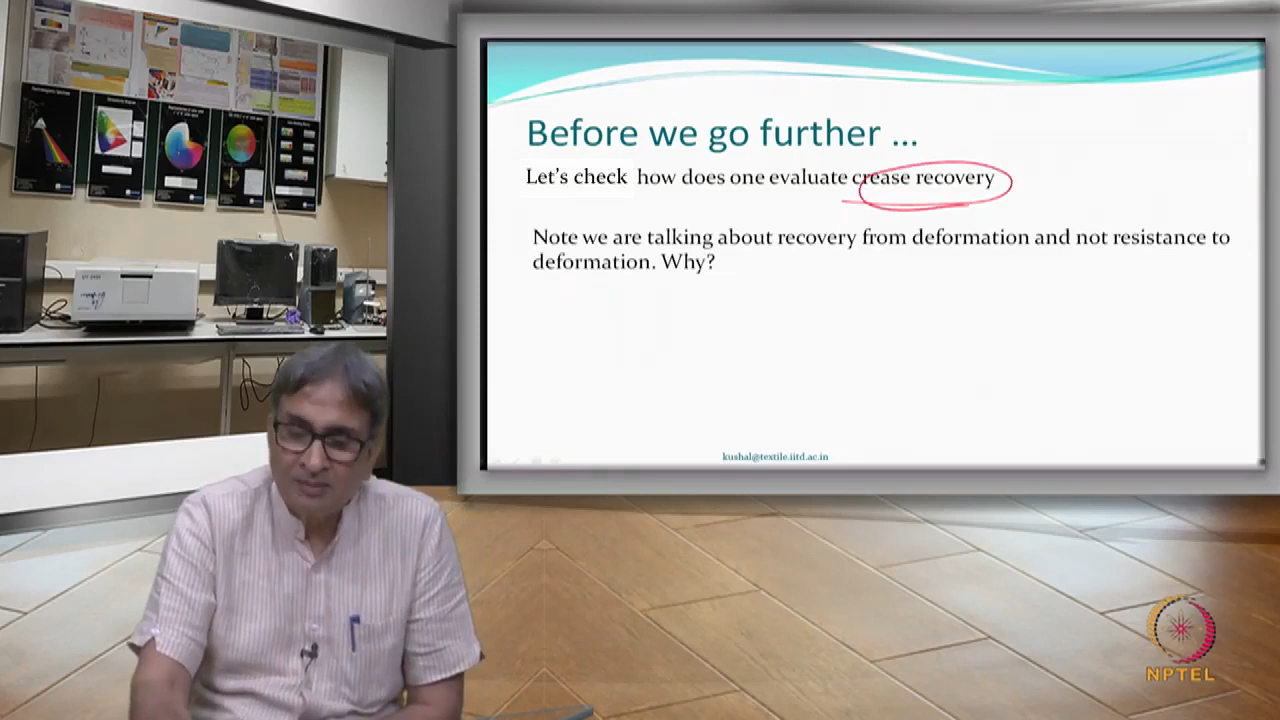 Before we go further ...
Let's check how does one evaluate crease recovery
Note we are talking about recovery from deformation and not resistance to
deformation. Why?
kushal@textile.iitd.ac.in
NPTEL